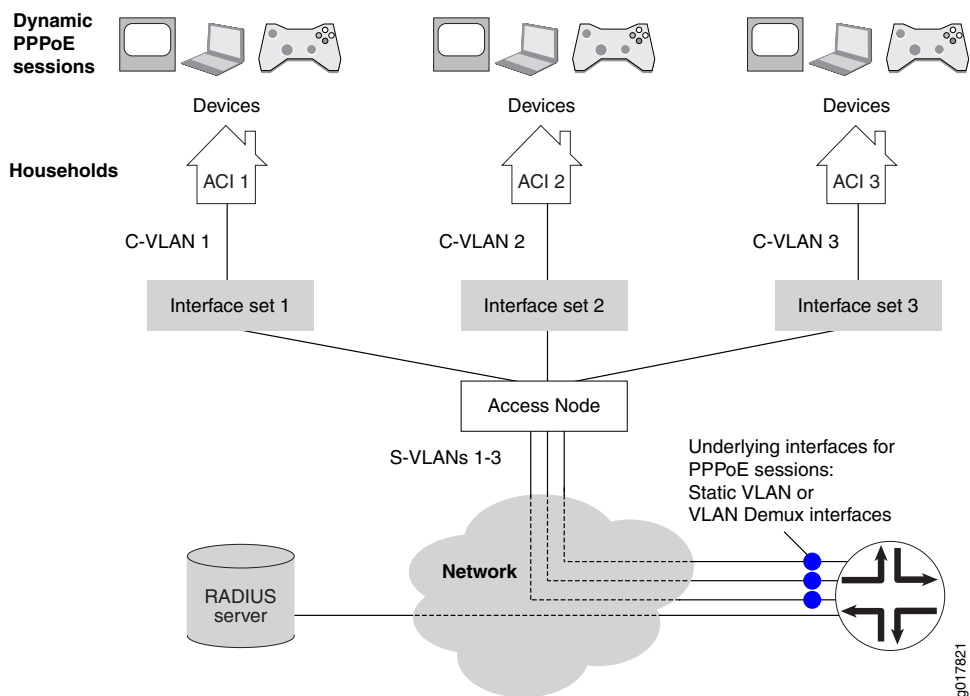 Dynamic
PPPoE
sessions
Devices
Devices
Devices
Households
ACI 1
ACI 2
ACI 3
C-VLAN 1
C-VLAN 2
C-VLAN 3
Interface set 1
Interface set 2
Interface set 3
Access Node
S-VLANs 1-3
Underlying interfaces for
PPPoE sessions:
Static VLAN or
VLAN Demux interfaces
Network
RADIUS
server
g017821